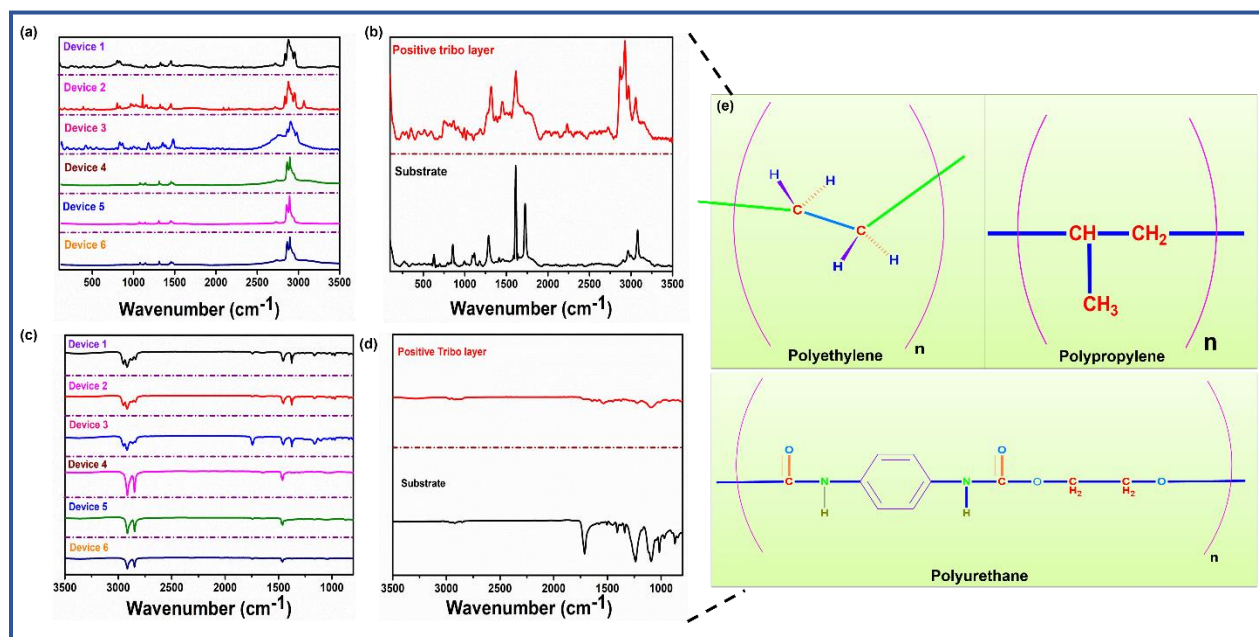 (a)
Device 1
Device 2
Device 3
Device 4
Device 5
Device 6
500 1000 1500 2000 2500 3000 3500
Wavenumber (cm-1)
(b)
Positive tribo layer
Substrate
500 1000 1500 2000 2500 3000 3500
Wavenumber (cm-1)
(c)
Device 1
Device 2
Device 3
Device 4
Device 5
Device 6
3500 3000 2500 2000 1500 1000
Wavenumber (cm-1)
(d)
Positive Tribo layer
Substrate
3500 3000 2500 2000 1500 1000
Wavenumber (cm-1)
(e)
H H
C
C
H H
n
Polyethylene
CH CH2
CH3
n
Polypropylene
O O
C N N C O C H2 C H2 O
H H
n
Polyurethane